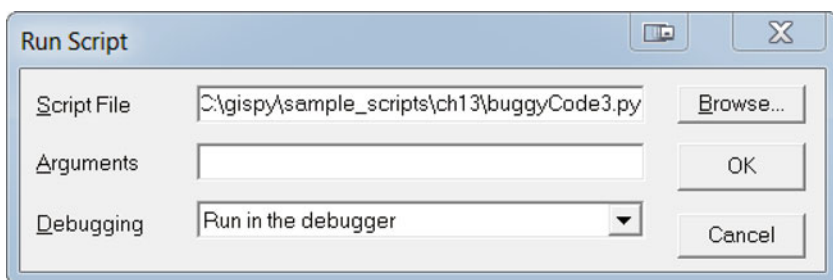 Run Script
Script File C:\gispy\sample_scripts\ch13\buggyCode3.py Browse...
Arguments OK
Debugging Run in the debugger Cancel